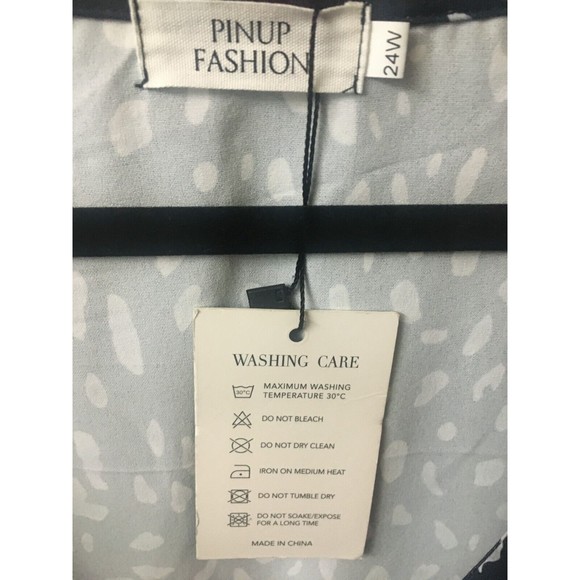 PINUP
FASHION
24W
WASHING CARE
30°C
MAXIMUM WASHING
TEMPERATURE 30°C
DO NOT BLEACH
DO NOT DRY CLEAN
IRON ON MEDIUM HEAT
DO NOT TUMBLE DRY
DO NOT SOAKE/EXPOSE
FOR A LONG TIME
MADE IN CHINA